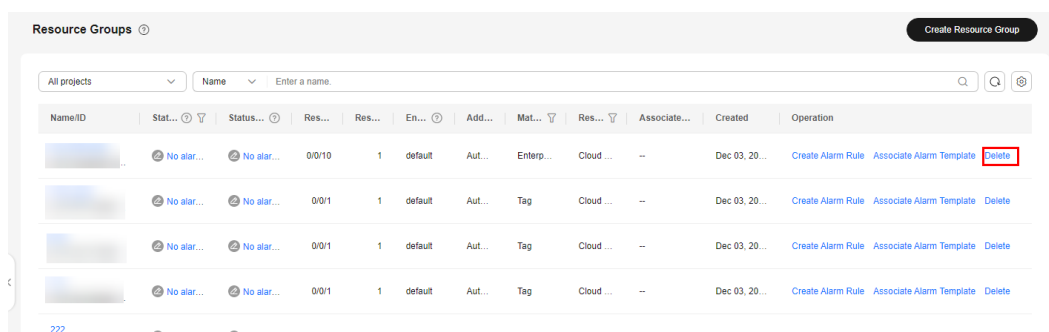 Resource Groups
Create Resource Group
All projects Name Enter a name.
Name/ID Stat... Status... Res... Res... En... Add... Mat... Res... Associate... Created Operation
No alar... No alar... 0/0/10 1 default Aut... Enterp... Cloud ... -- Dec 03, 20... Create Alarm Rule Associate Alarm Template Delete
No alar... No alar... 0/0/1 1 default Aut... Tag Cloud ... -- Dec 03, 20... Create Alarm Rule Associate Alarm Template Delete
No alar... No alar... 0/0/1 1 default Aut... Tag Cloud ... -- Dec 03, 20... Create Alarm Rule Associate Alarm Template Delete
No alar... No alar... 0/0/1 1 default Aut... Tag Cloud ... -- Dec 03, 20... Create Alarm Rule Associate Alarm Template Delete
222